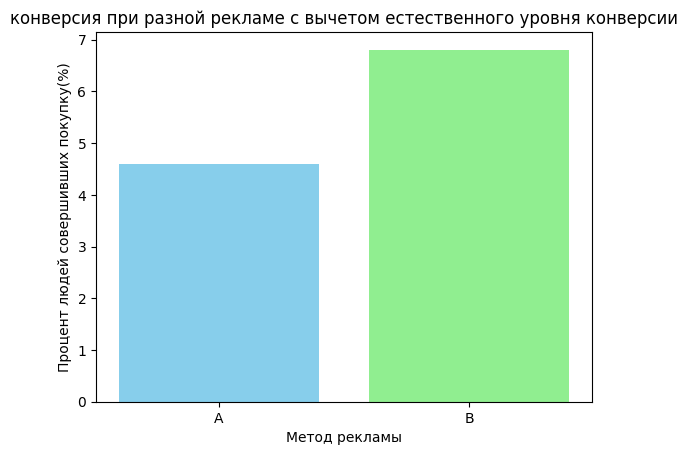 конверсия при разной рекламе с вычетом естественного уровня конверсии
Процент людей совершивших покупку(%)
7
6
5
4
3
2
1
0
A
B
Метод рекламы